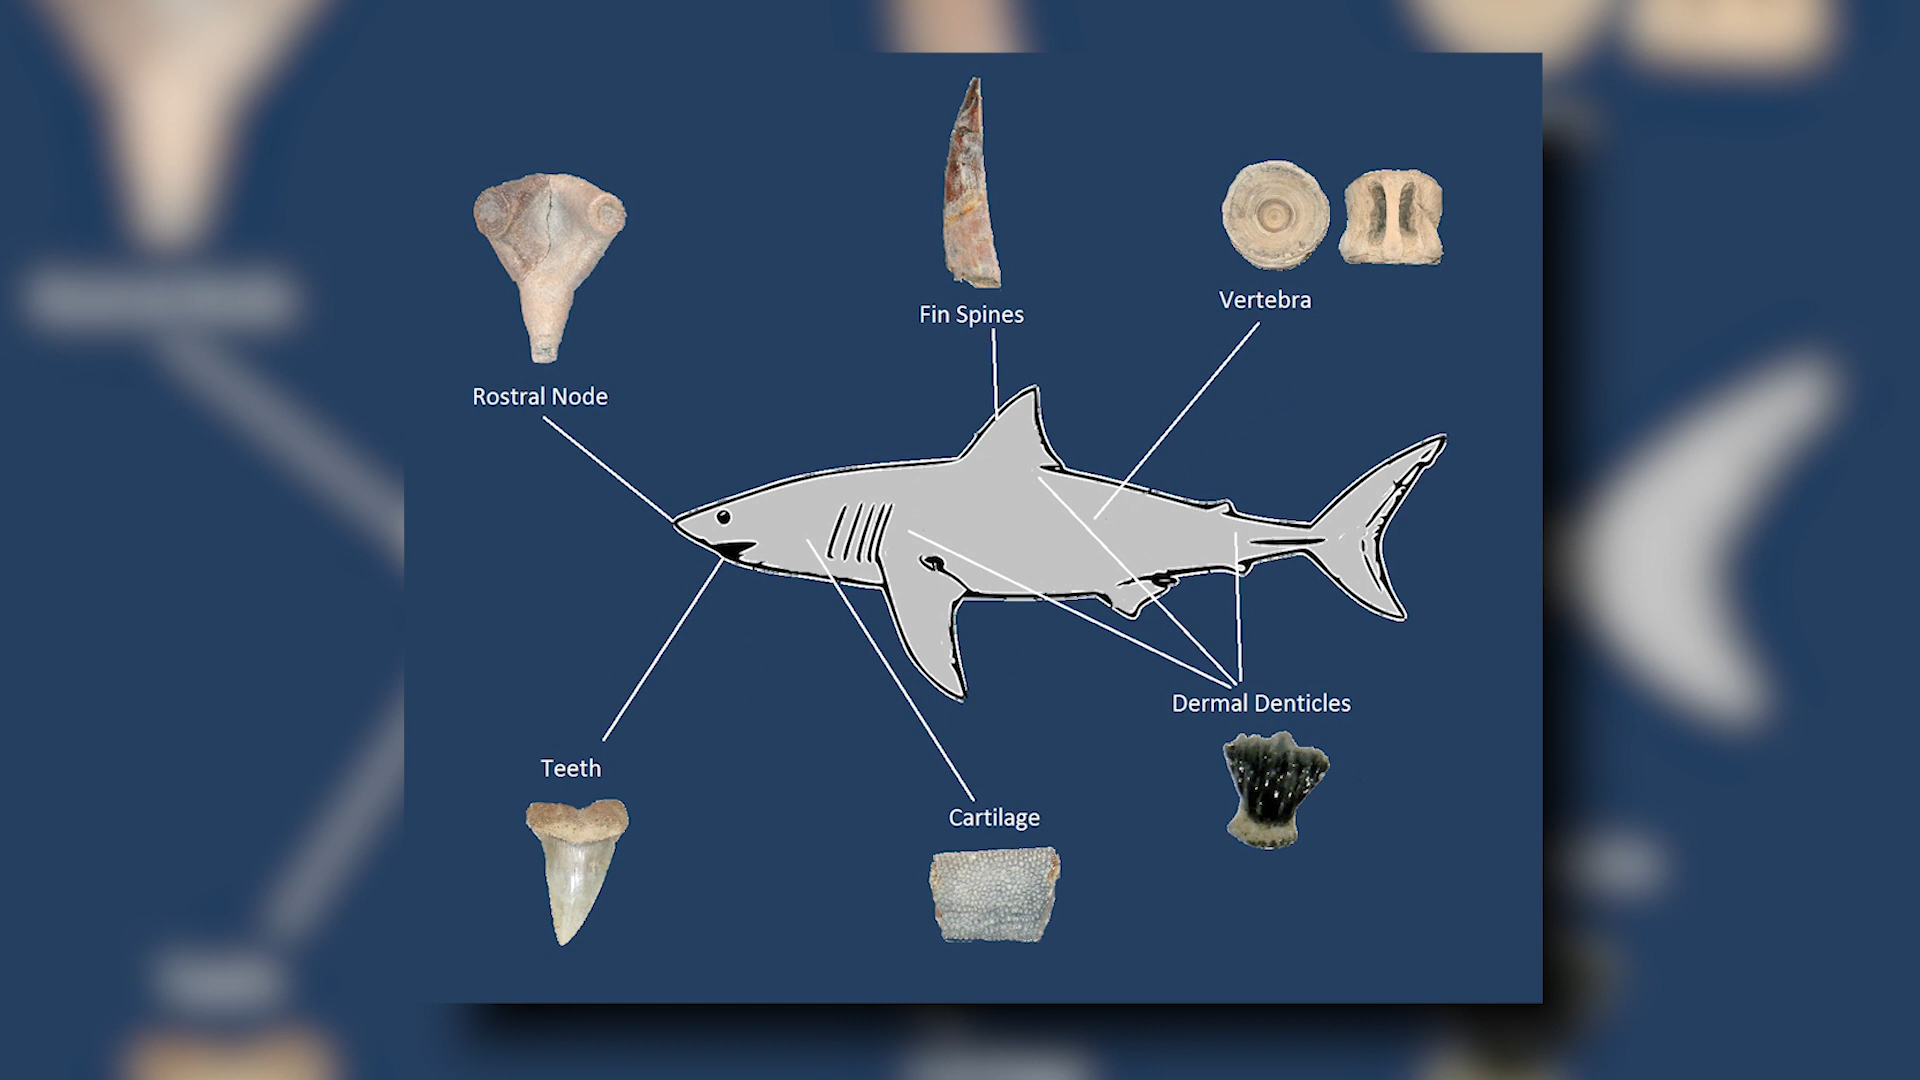 Fin Spines
Vertebra
Rostral Node
Dermal Denticles
Teeth
Cartilage